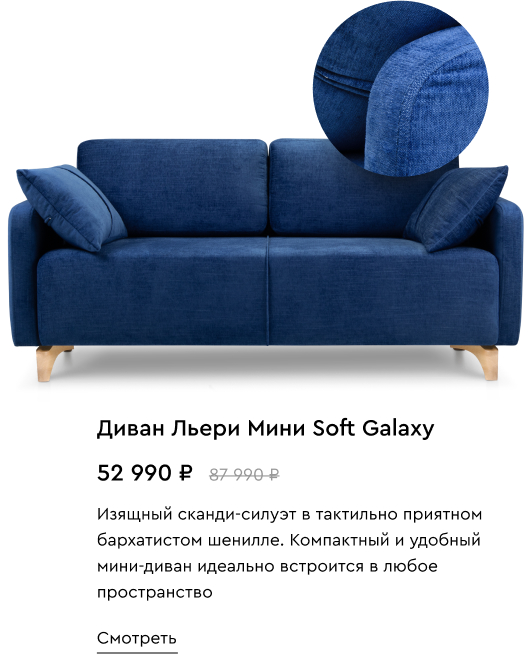 Диван Льери Мини Soft Galaxy
52 990 ₽ 87 990 ₽
Изящный сканди-силуэт в тактильно приятном
бархатистом шенилле. Компактный и удобный
мини-диван идеально встроится в любое
пространство
Смотреть